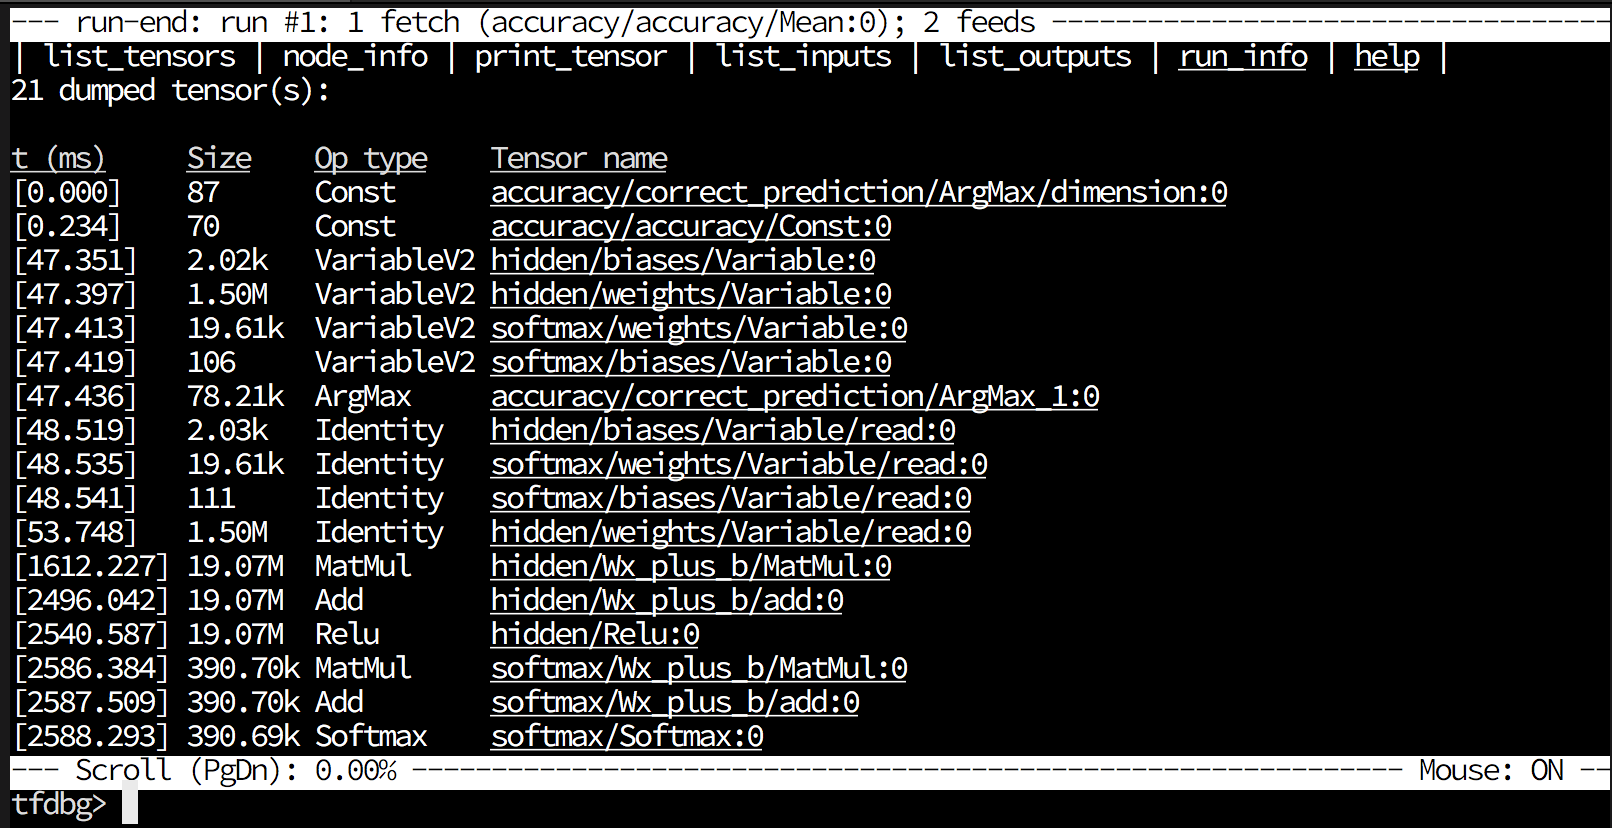 --- run-end: run #1: 1 fetch (accuracy/accuracy/Mean:0); 2 feeds -----------------------------------
| list_tensors | node_info | print_tensor | list_inputs | list_outputs | run_info | help |
21 dumped tensor(s):

t (ms)     Size    Op type    Tensor name
[0.000]    87      Const      accuracy/correct_prediction/ArgMax/dimension:0
[0.234]    70      Const      accuracy/accuracy/Const:0
[47.351]   2.02k   VariableV2 hidden/biases/Variable:0
[47.397]   1.50M   VariableV2 hidden/weights/Variable:0
[47.413]   19.61k  VariableV2 softmax/weights/Variable:0
[47.419]   106     VariableV2 softmax/biases/Variable:0
[47.436]   78.21k  ArgMax     accuracy/correct_prediction/ArgMax_1:0
[48.519]   2.03k   Identity   hidden/biases/Variable/read:0
[48.535]   19.61k  Identity   softmax/weights/Variable/read:0
[48.541]   111     Identity   softmax/biases/Variable/read:0
[53.748]   1.50M   Identity   hidden/weights/Variable/read:0
[1612.227] 19.07M  MatMul     hidden/Wx_plus_b/MatMul:0
[2496.042] 19.07M  Add        hidden/Wx_plus_b/add:0
[2540.587] 19.07M  Relu       hidden/Relu:0
[2586.384] 390.70k MatMul     softmax/Wx_plus_b/MatMul:0
[2587.509] 390.70k Add        softmax/Wx_plus_b/add:0
[2588.293] 390.69k Softmax    softmax/Softmax:0
--- Scroll (PgDn): 0.00% -------------------------------------------------------------- Mouse: ON --
tfdbg>